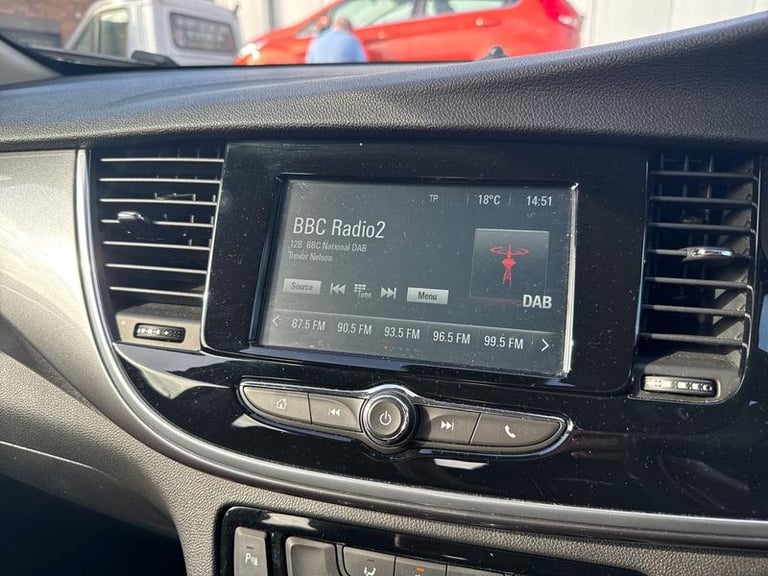 TP 18°C 14:51
BBC Radio2
12B BBC National DAB
Trevor Nelson
Source Tune Menu
DAB
87.5 FM 90.5 FM 93.5 FM 96.5 FM 99.5 FM
P